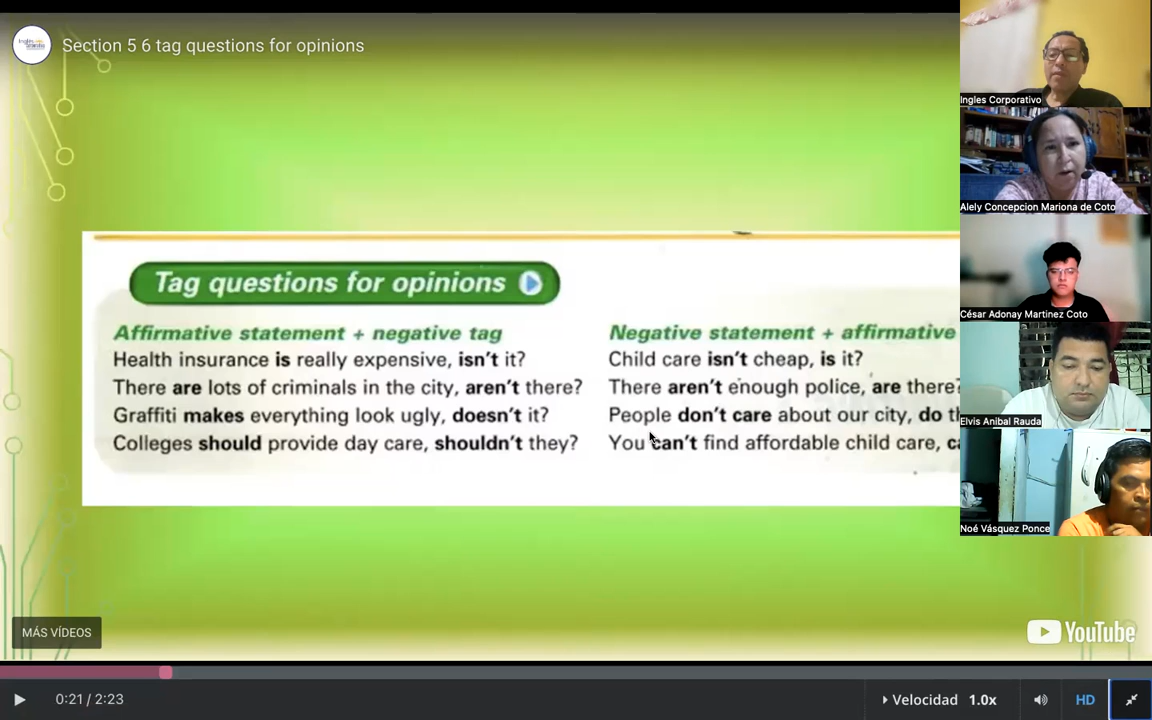 Section 5 6 tag questions for opinions
Tag questions for opinions
Affirmative statement + negative tag
Health insurance is really expensive, isn't it?
There are lots of criminals in the city, aren't there?
Graffiti makes everything look ugly, doesn't it?
Colleges should provide day care, shouldn't they?
Negative statement + affirmative
Child care isn't cheap, is it?
There aren't enough police, are there?
People don't care about our city, do
You can't find affordable child care,
Ingles Corporativo
Alely Concepcion Mariona de Coto
César Adonay Martinez Coto
Elvis Anibal Rauda
Noé Vásquez Ponce
MÁS VÍDEOS
YouTube
0:21 / 2:23
Velocidad 1.0x
HD